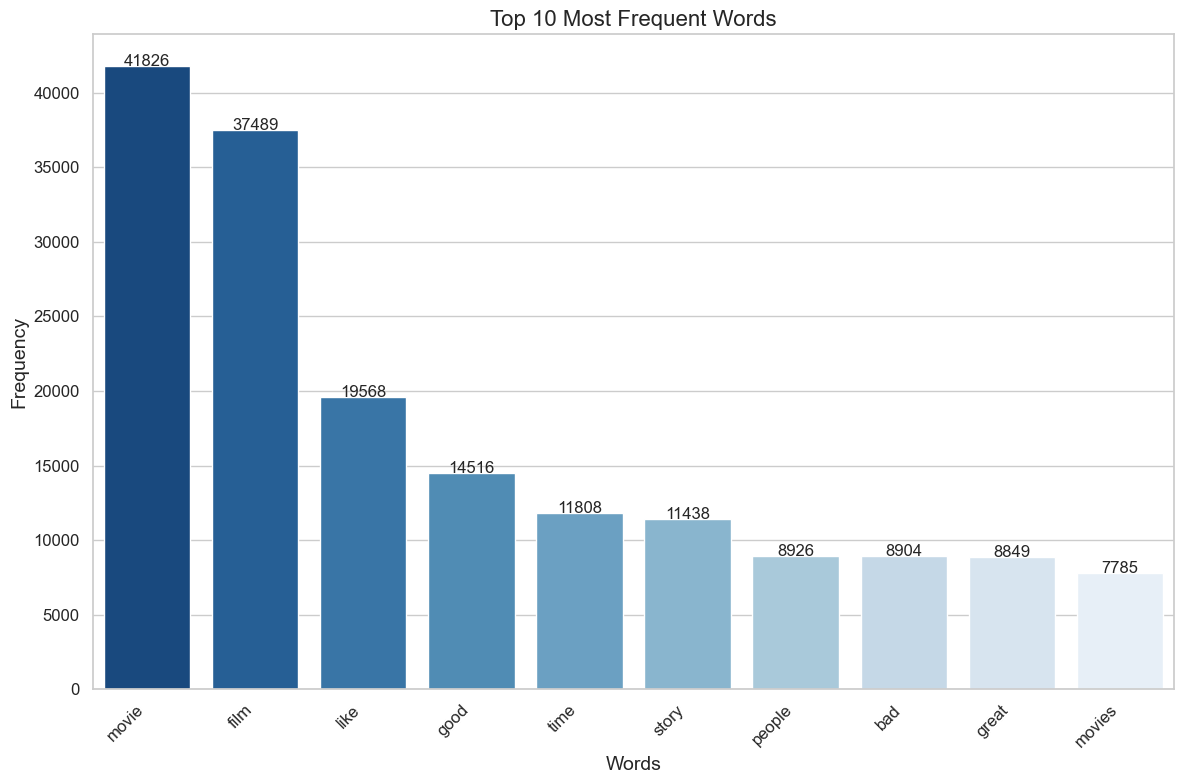 Top 10 Most Frequent Words
Frequency
40000
35000
30000
25000
20000
15000
10000
5000
0
41826
37489
19568
14516
11808
11438
8926
8904
8849
7785
movie
film
like
good
time
story
people
bad
great
movies
Words